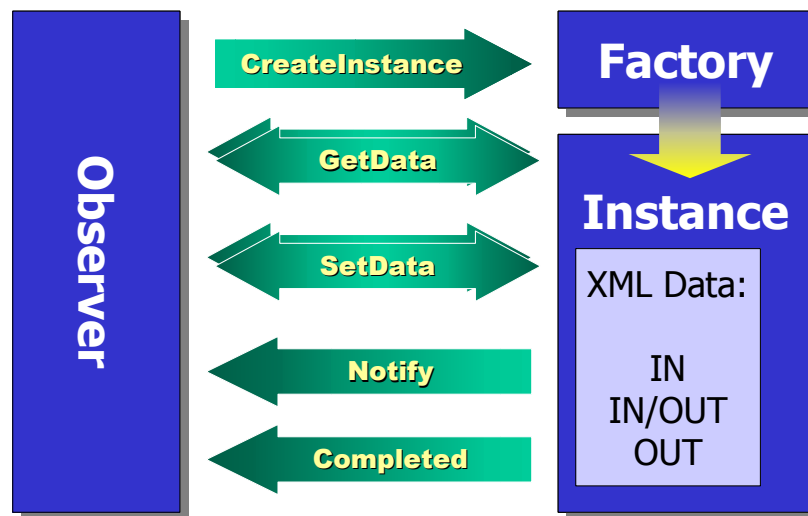 Observer
CreateInstance
GetData
SetData
Notify
Completed
Factory
Instance
XML Data:
IN
IN/OUT
OUT